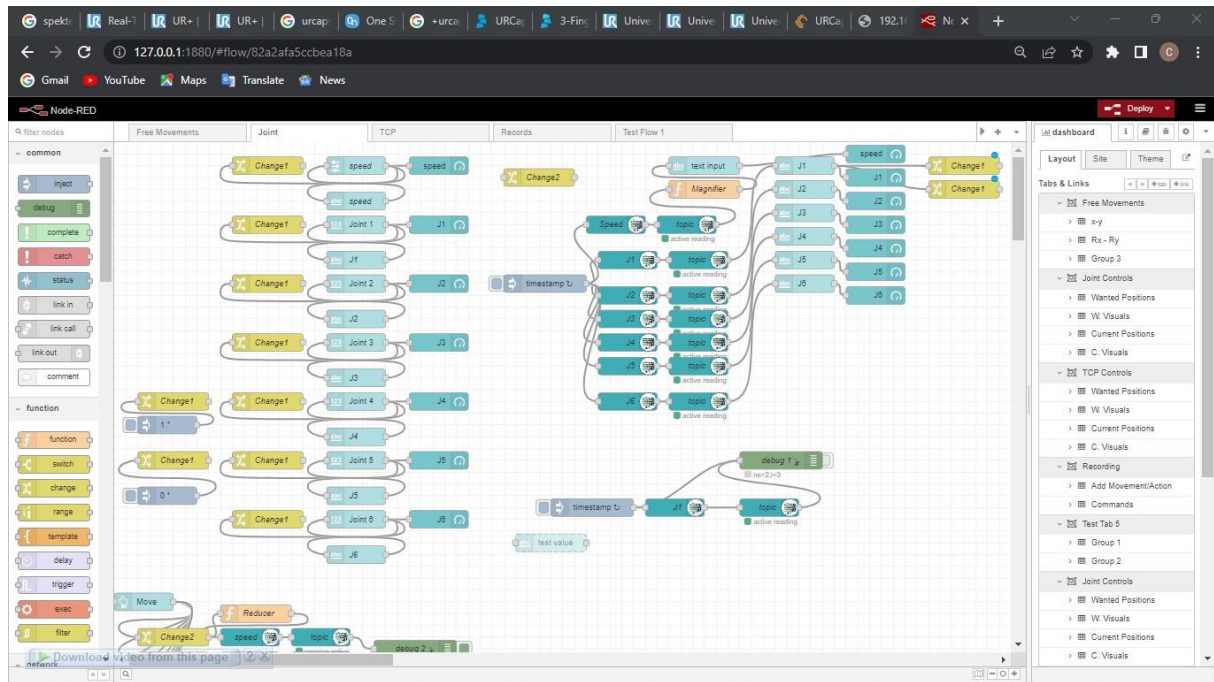 spekt
Real-T
UR+ |
UR+ |
urcap
One S
+urca
URCa
3-Fin
Unive
Unive
Unive
URCa
192.1
127.0.0.1:1880/#flow/82a2afa5ccbea18a
Gmail YouTube Maps Translate News
Node-RED
Deploy
filter nodes
Free Movements Joint TCP Records Test Flow 1
dashboard
common
inject
debug
complete
catch
status
link in
link call
link out
comment
function
function
switch
change
range
template
delay
trigger
exec
filter
network
Change1 speed speed
speed
Change1 Joint 1 J1
J1
Change1 Joint 2 J2
J2
Change1 Joint 3 J3
J3
Change1 Change1 Joint 4 J4
1 *
J4
Change1 Change1 Joint 5 J5
0 *
J5
Change1 Joint 6 J6
J6
Move
Reducer
Change2 speed topic debug 2
Change2
timestamp ↻
Speed topic
active reading
J1 topic
active reading
J2 topic
J3 topic
J4 topic
J5 topic
active reading
J6 topic
active reading
text input
Magnifier
J1
J2
J3
J4
J5
J6
speed
J1
J2
J3
J4
J5
J6
Change1
Change1
debug 1
ns=2;i=3
timestamp ↻ J1 topic
active reading
test value
Layout Site Theme
Tabs & Links
+tab +link
Free Movements
x-y
Rx - Ry
Group 3
Joint Controls
Wanted Positions
W. Visuals
Current Positions
C. Visuals
TCP Controls
Wanted Positions
W. Visuals
Current Positions
C. Visuals
Recording
Add Movement/Action
Commands
Test Tab 5
Group 1
Group 2
Joint Controls
Wanted Positions
W. Visuals
Current Positions
C. Visuals
Download video from this page ? X